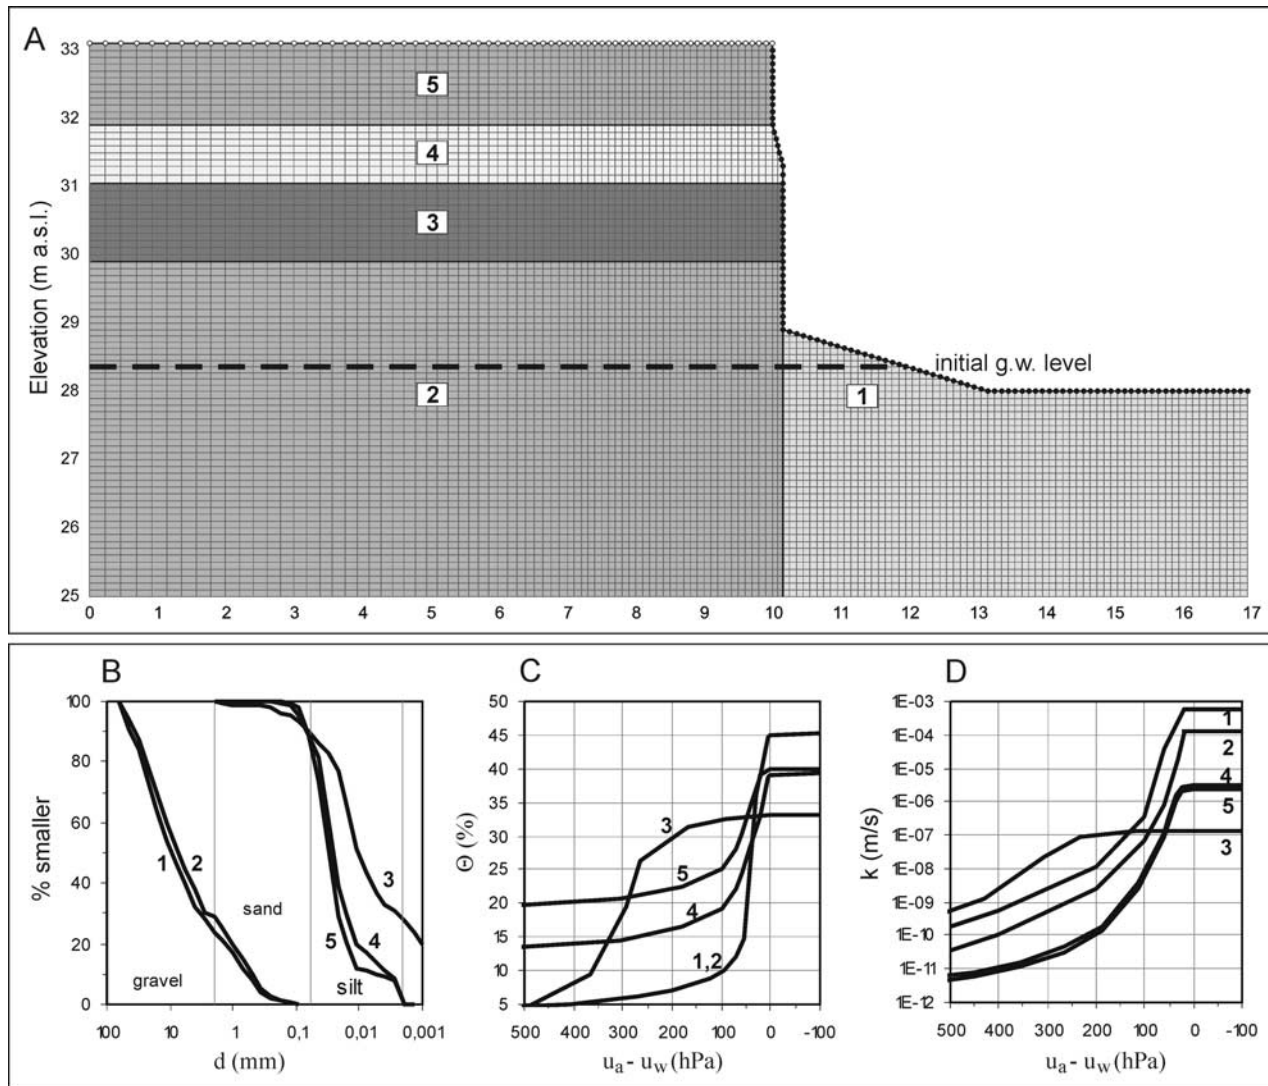 A
33
32
31
30
29
28
27
26
25
Elevation (m a.s.l.)
5
4
3
2
1
initial g.w. level
0 1 2 3 4 5 6 7 8 9 10 11 12 13 14 15 16 17
B
100
80
60
40
20
0
% smaller
1
2
3
4
5
gravel
sand
silt
100 10 1 0,1 0,01 0,001
d (mm)
C
50
45
40
35
30
25
20
15
10
5
Θ (%)
3
5
4
1,2
500 400 300 200 100 0 -100
uₐ - u_w (hPa)
D
1E-03
1E-04
1E-05
1E-06
1E-07
1E-08
1E-09
1E-10
1E-11
1E-12
k (m/s)
1
2
4
5
3
500 400 300 200 100 0 -100
uₐ - u_w (hPa)